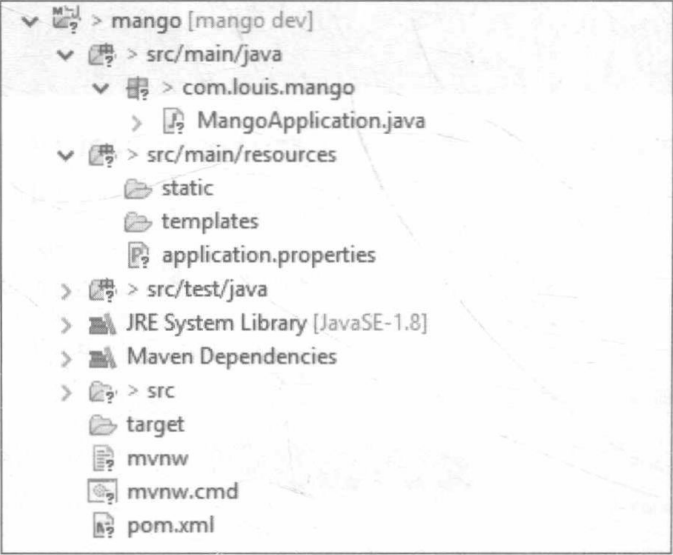 > mango [mango dev]
> src/main/java
> com.louis.mango
MangoApplication.java
> src/main/resources
static
templates
application.properties
> src/test/java
JRE System Library [JavaSE-1.8]
Maven Dependencies
> src
target
mvnw
mvnw.cmd
pom.xml